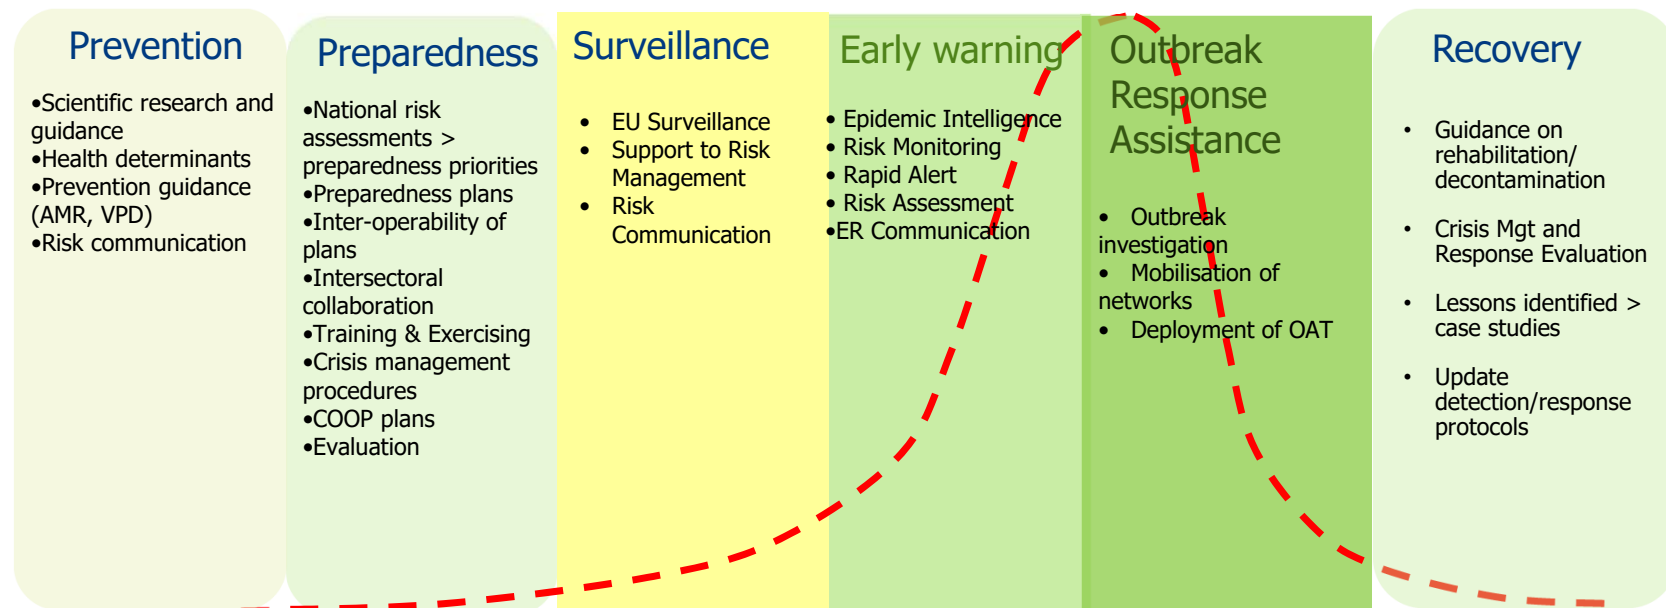 Prevention
•Scientific research and
guidance
•Health determinants
•Prevention guidance
(AMR, VPD)
•Risk communication
Preparedness
•National risk
assessments >
preparedness priorities
•Preparedness plans
•Inter-operability of
plans
•Intersectoral
collaboration
•Training & Exercising
•Crisis management
procedures
•COOP plans
•Evaluation
Surveillance
• EU Surveillance
• Support to Risk
Management
• Risk
Communication
Early warning
• Epidemic Intelligence
• Risk Monitoring
• Rapid Alert
• Risk Assessment
•ER Communication
Outbreak
Response
Assistance
• Outbreak
investigation
• Mobilisation of
networks
• Deployment of OAT
Recovery
• Guidance on
rehabilitation/
decontamination
• Crisis Mgt and
Response Evaluation
• Lessons identified >
case studies
• Update
detection/response
protocols